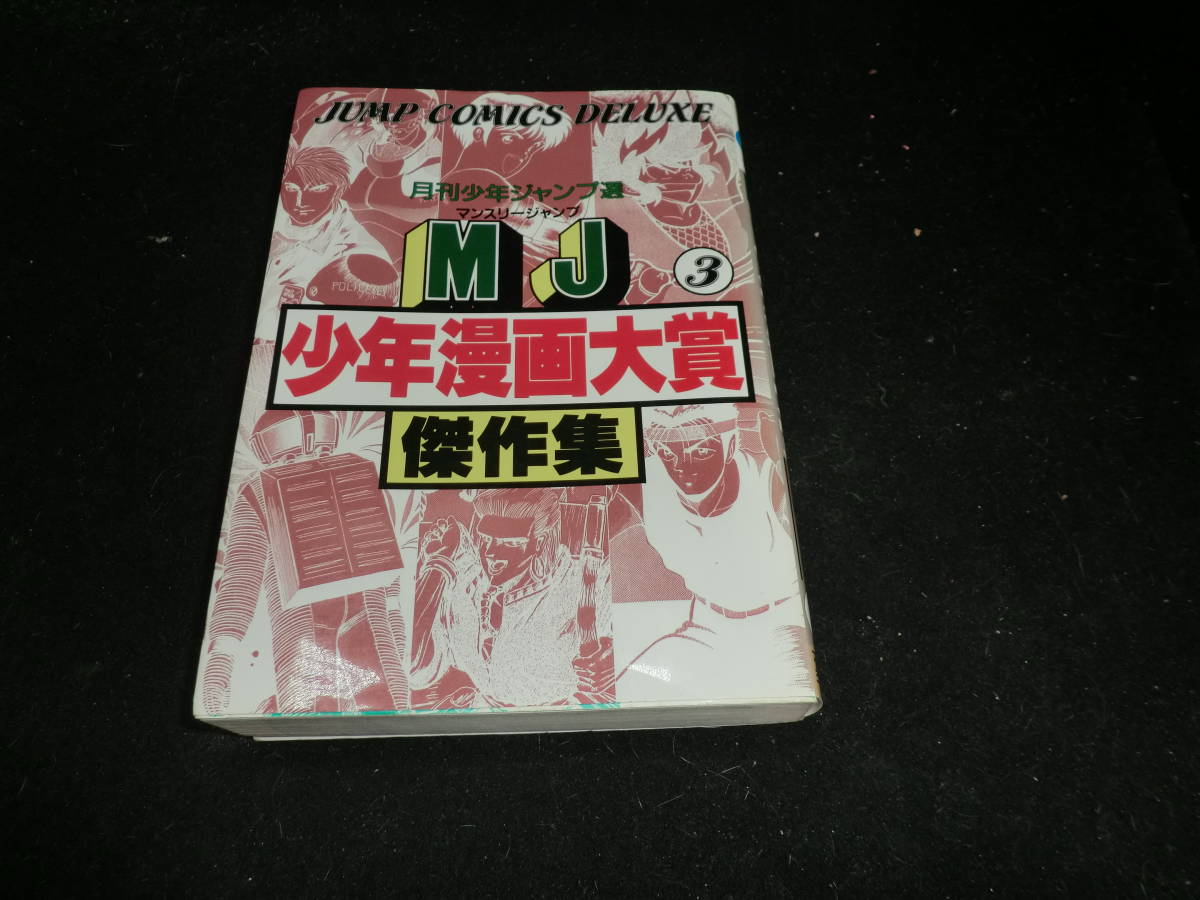 JUMP COMICS DELUXE
月刊少年ジャンプ選
マンスリージャンプ
MJ 3
少年漫画大賞
傑作集